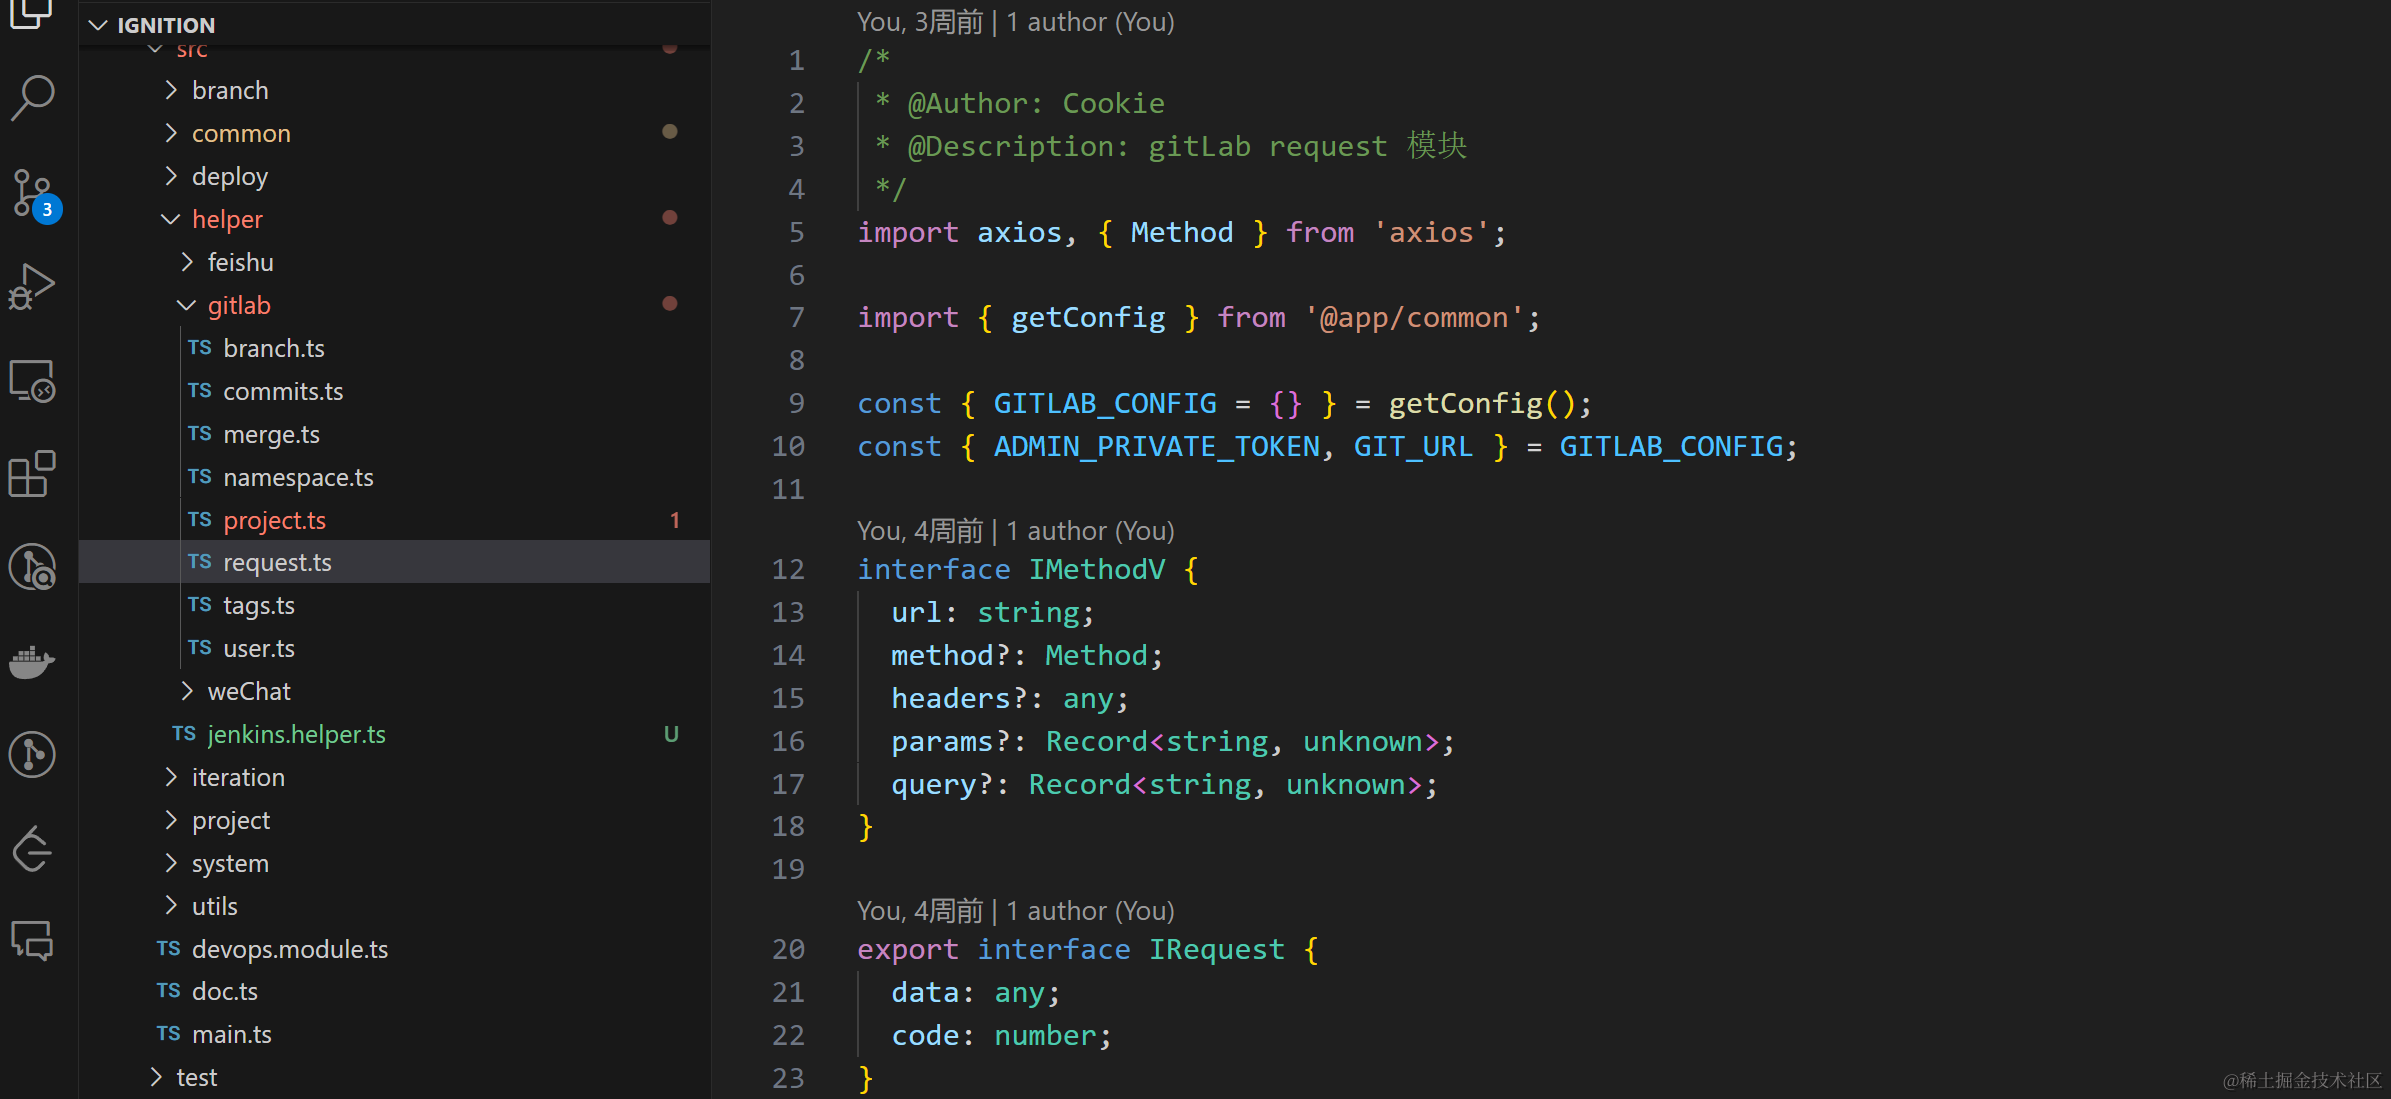 IGNITION
src
branch
common
deploy
helper
feishu
gitlab
TS branch.ts
TS commits.ts
TS merge.ts
TS namespace.ts
TS project.ts 1
TS request.ts
TS tags.ts
TS user.ts
weChat
TS jenkins.helper.ts U
iteration
project
system
utils
TS devops.module.ts
TS doc.ts
TS main.ts
test
3
You, 3周前 | 1 author (You)
1 /*
2 * @Author: Cookie
3 * @Description: gitLab request 模块
4 */
5 import axios, { Method } from 'axios';
6
7 import { getConfig } from '@app/common';
8
9 const { GITLAB_CONFIG = {} } = getConfig();
10 const { ADMIN_PRIVATE_TOKEN, GIT_URL } = GITLAB_CONFIG;
11
You, 4周前 | 1 author (You)
12 interface IMethodV {
13 url: string;
14 method?: Method;
15 headers?: any;
16 params?: Record<string, unknown>;
17 query?: Record<string, unknown>;
18 }
19
You, 4周前 | 1 author (You)
20 export interface IRequest {
21 data: any;
22 code: number;
23 }
@稀土掘金技术社区